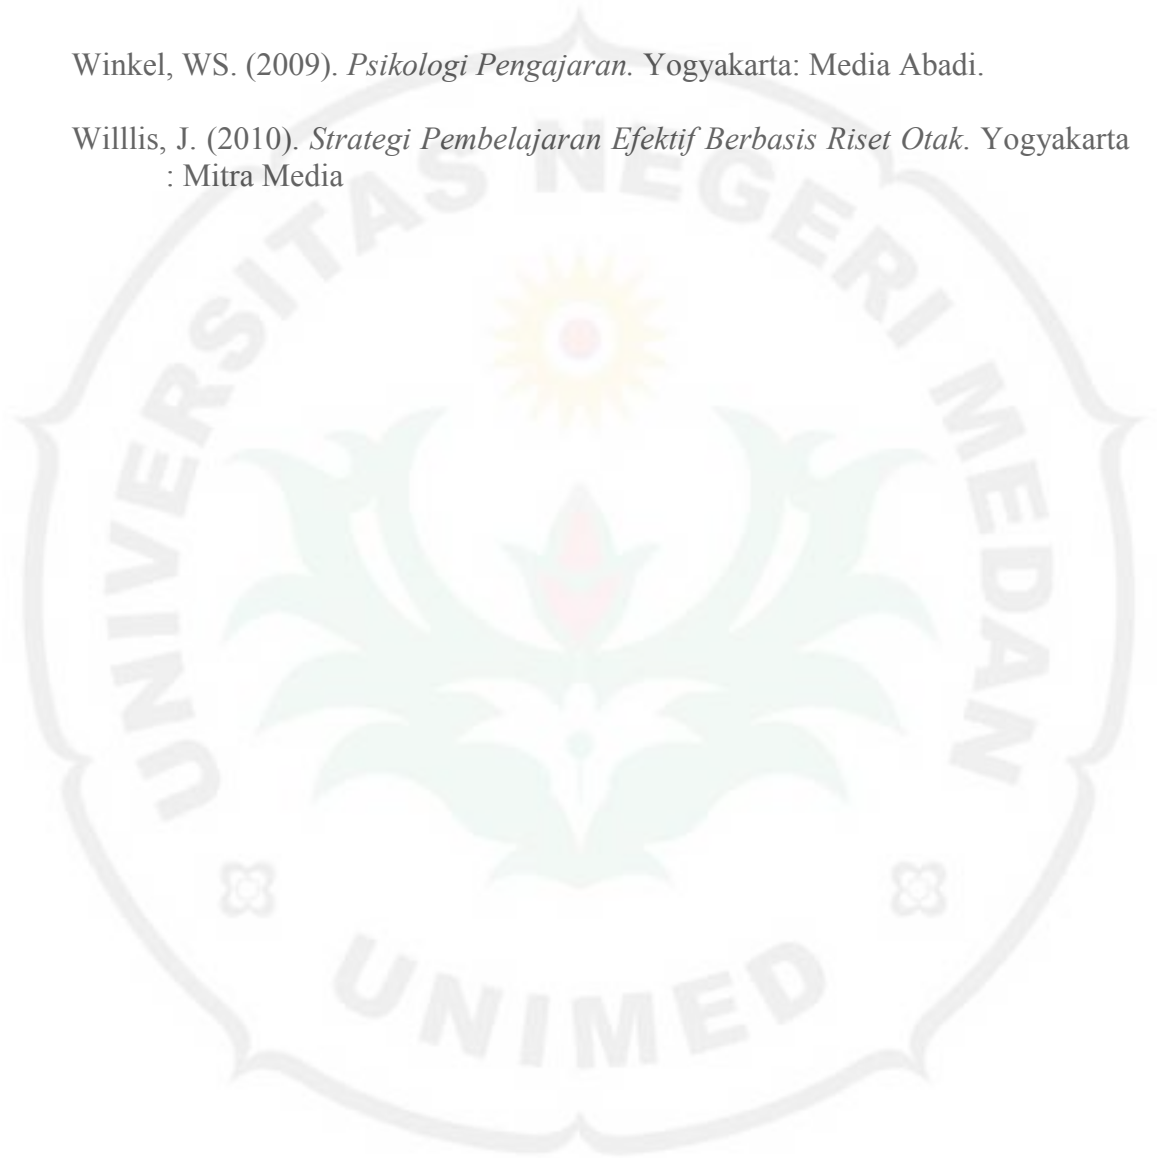 Winkel, WS. (2009). Psikologi Pengajaran. Yogyakarta: Media Abadi.
Willlis, J. (2010). Strategi Pembelajaran Efektif Berbasis Riset Otak. Yogyakarta
: Mitra Media
UNIVERSITAS NEGERI MEDAN
UNIMED